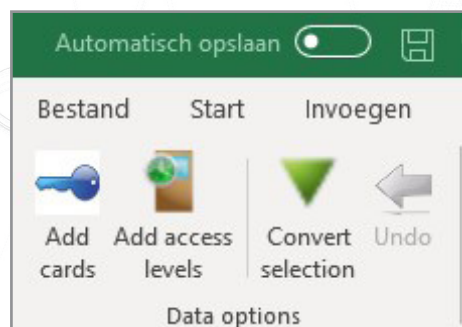 Automatisch opslaan
Bestand Start Invoegen
Add cards
Add access levels
Convert selection
Undo
Data options